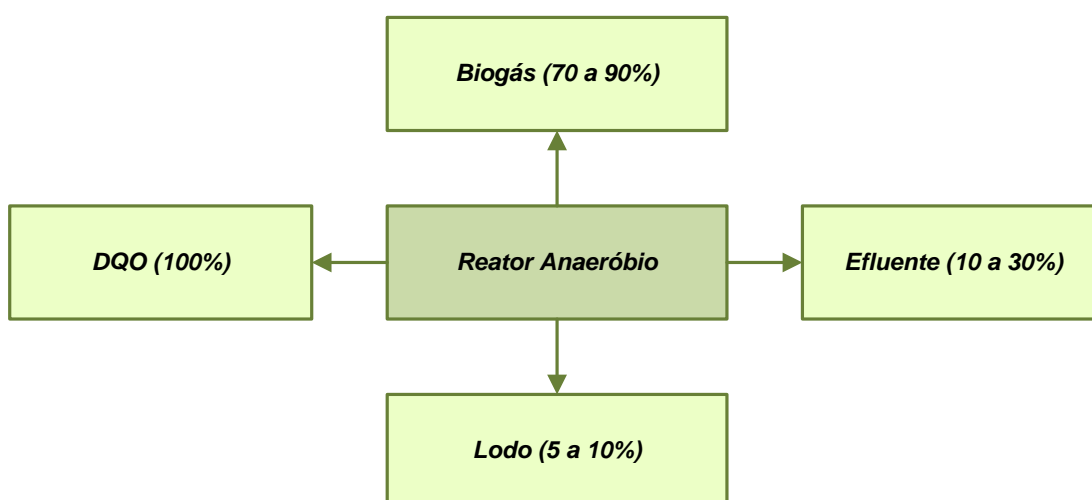 Biogás (70 a 90%)
DQO (100%)
Reator Anaeróbio
Efluente (10 a 30%)
Lodo (5 a 10%)